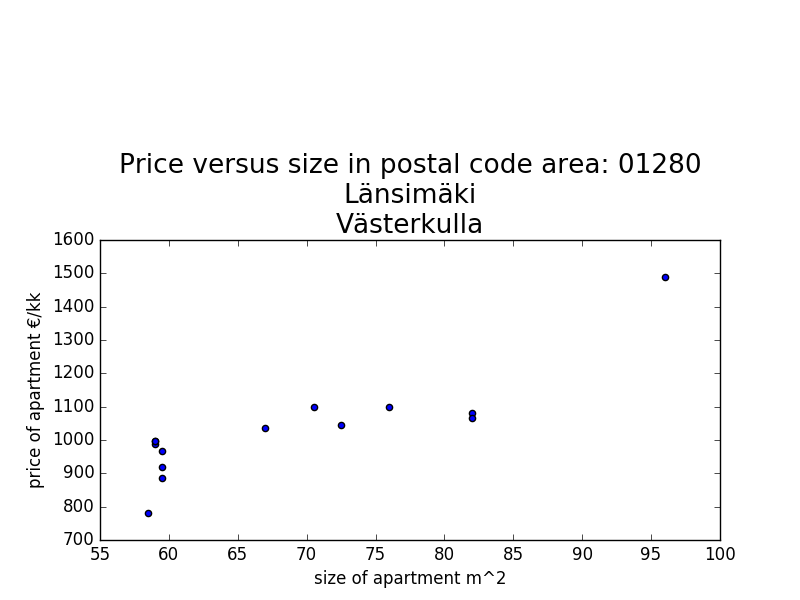 Price versus size in postal code area: 01280
Länsimäki
Västerkulla
1600
1500
1400
1300
1200
1100
1000
900
800
700
price of apartment €/kk
55 60 65 70 75 80 85 90 95 100
size of apartment m^2